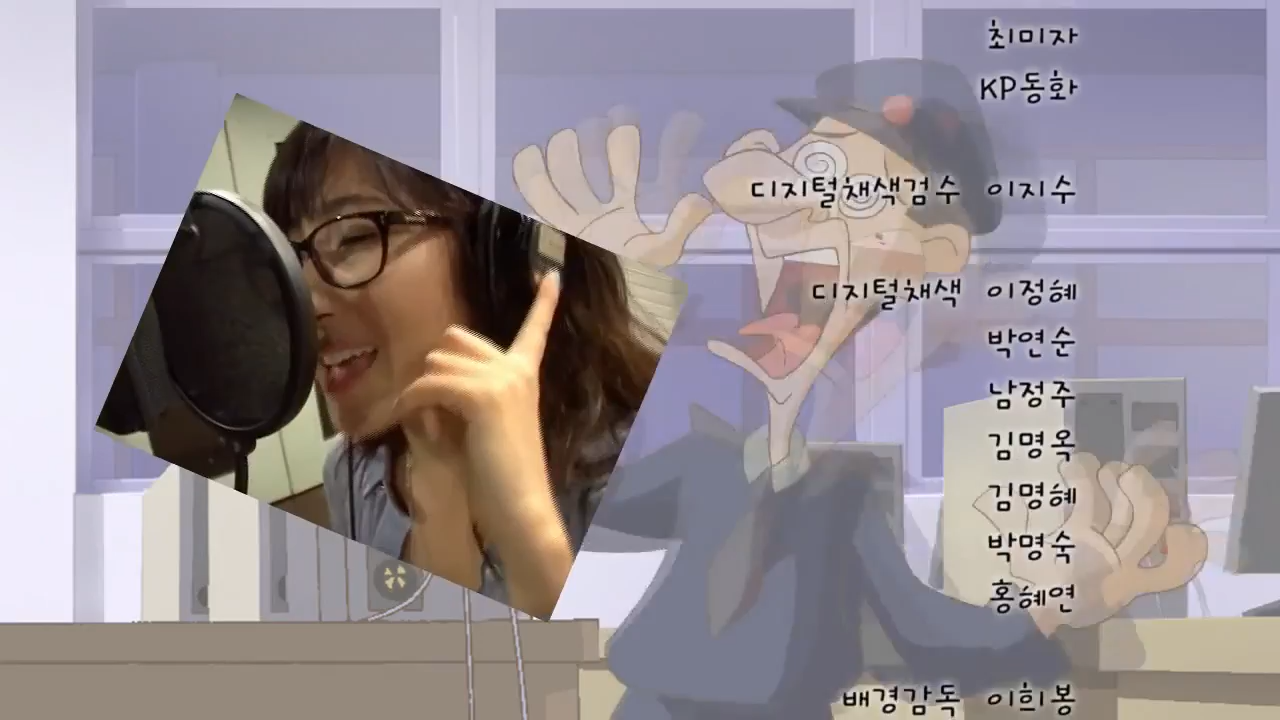 최미자
KP동화
디지털채색검수 이지수
디지털채색 이정혜
박연순
남정주
김명옥
김명혜
박명숙
홍혜연
배경감독 이희봉